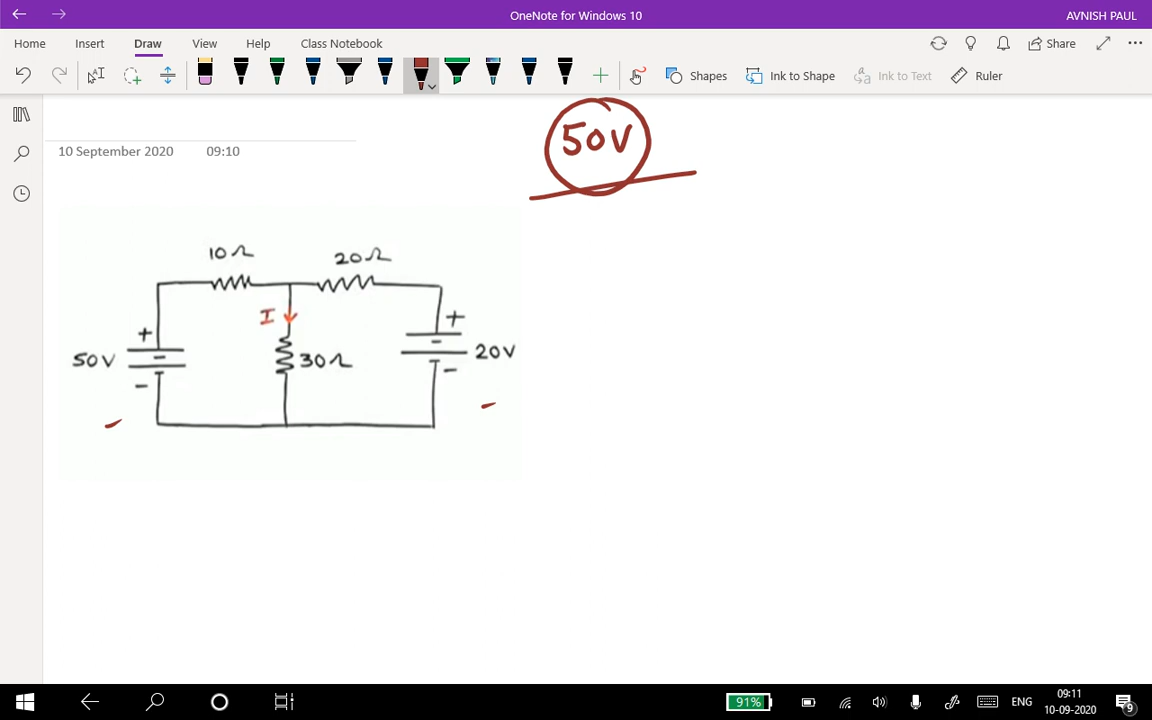 OneNote for Windows 10
AVNISH PAUL
Home Insert Draw View Help Class Notebook
Share
Shapes Ink to Shape Ink to Text Ruler
50V
10 September 2020 09:10
10Ω 20Ω
I
+ +
50V 30Ω 20V
- -
91% ENG 09:11
10-09-2020
9